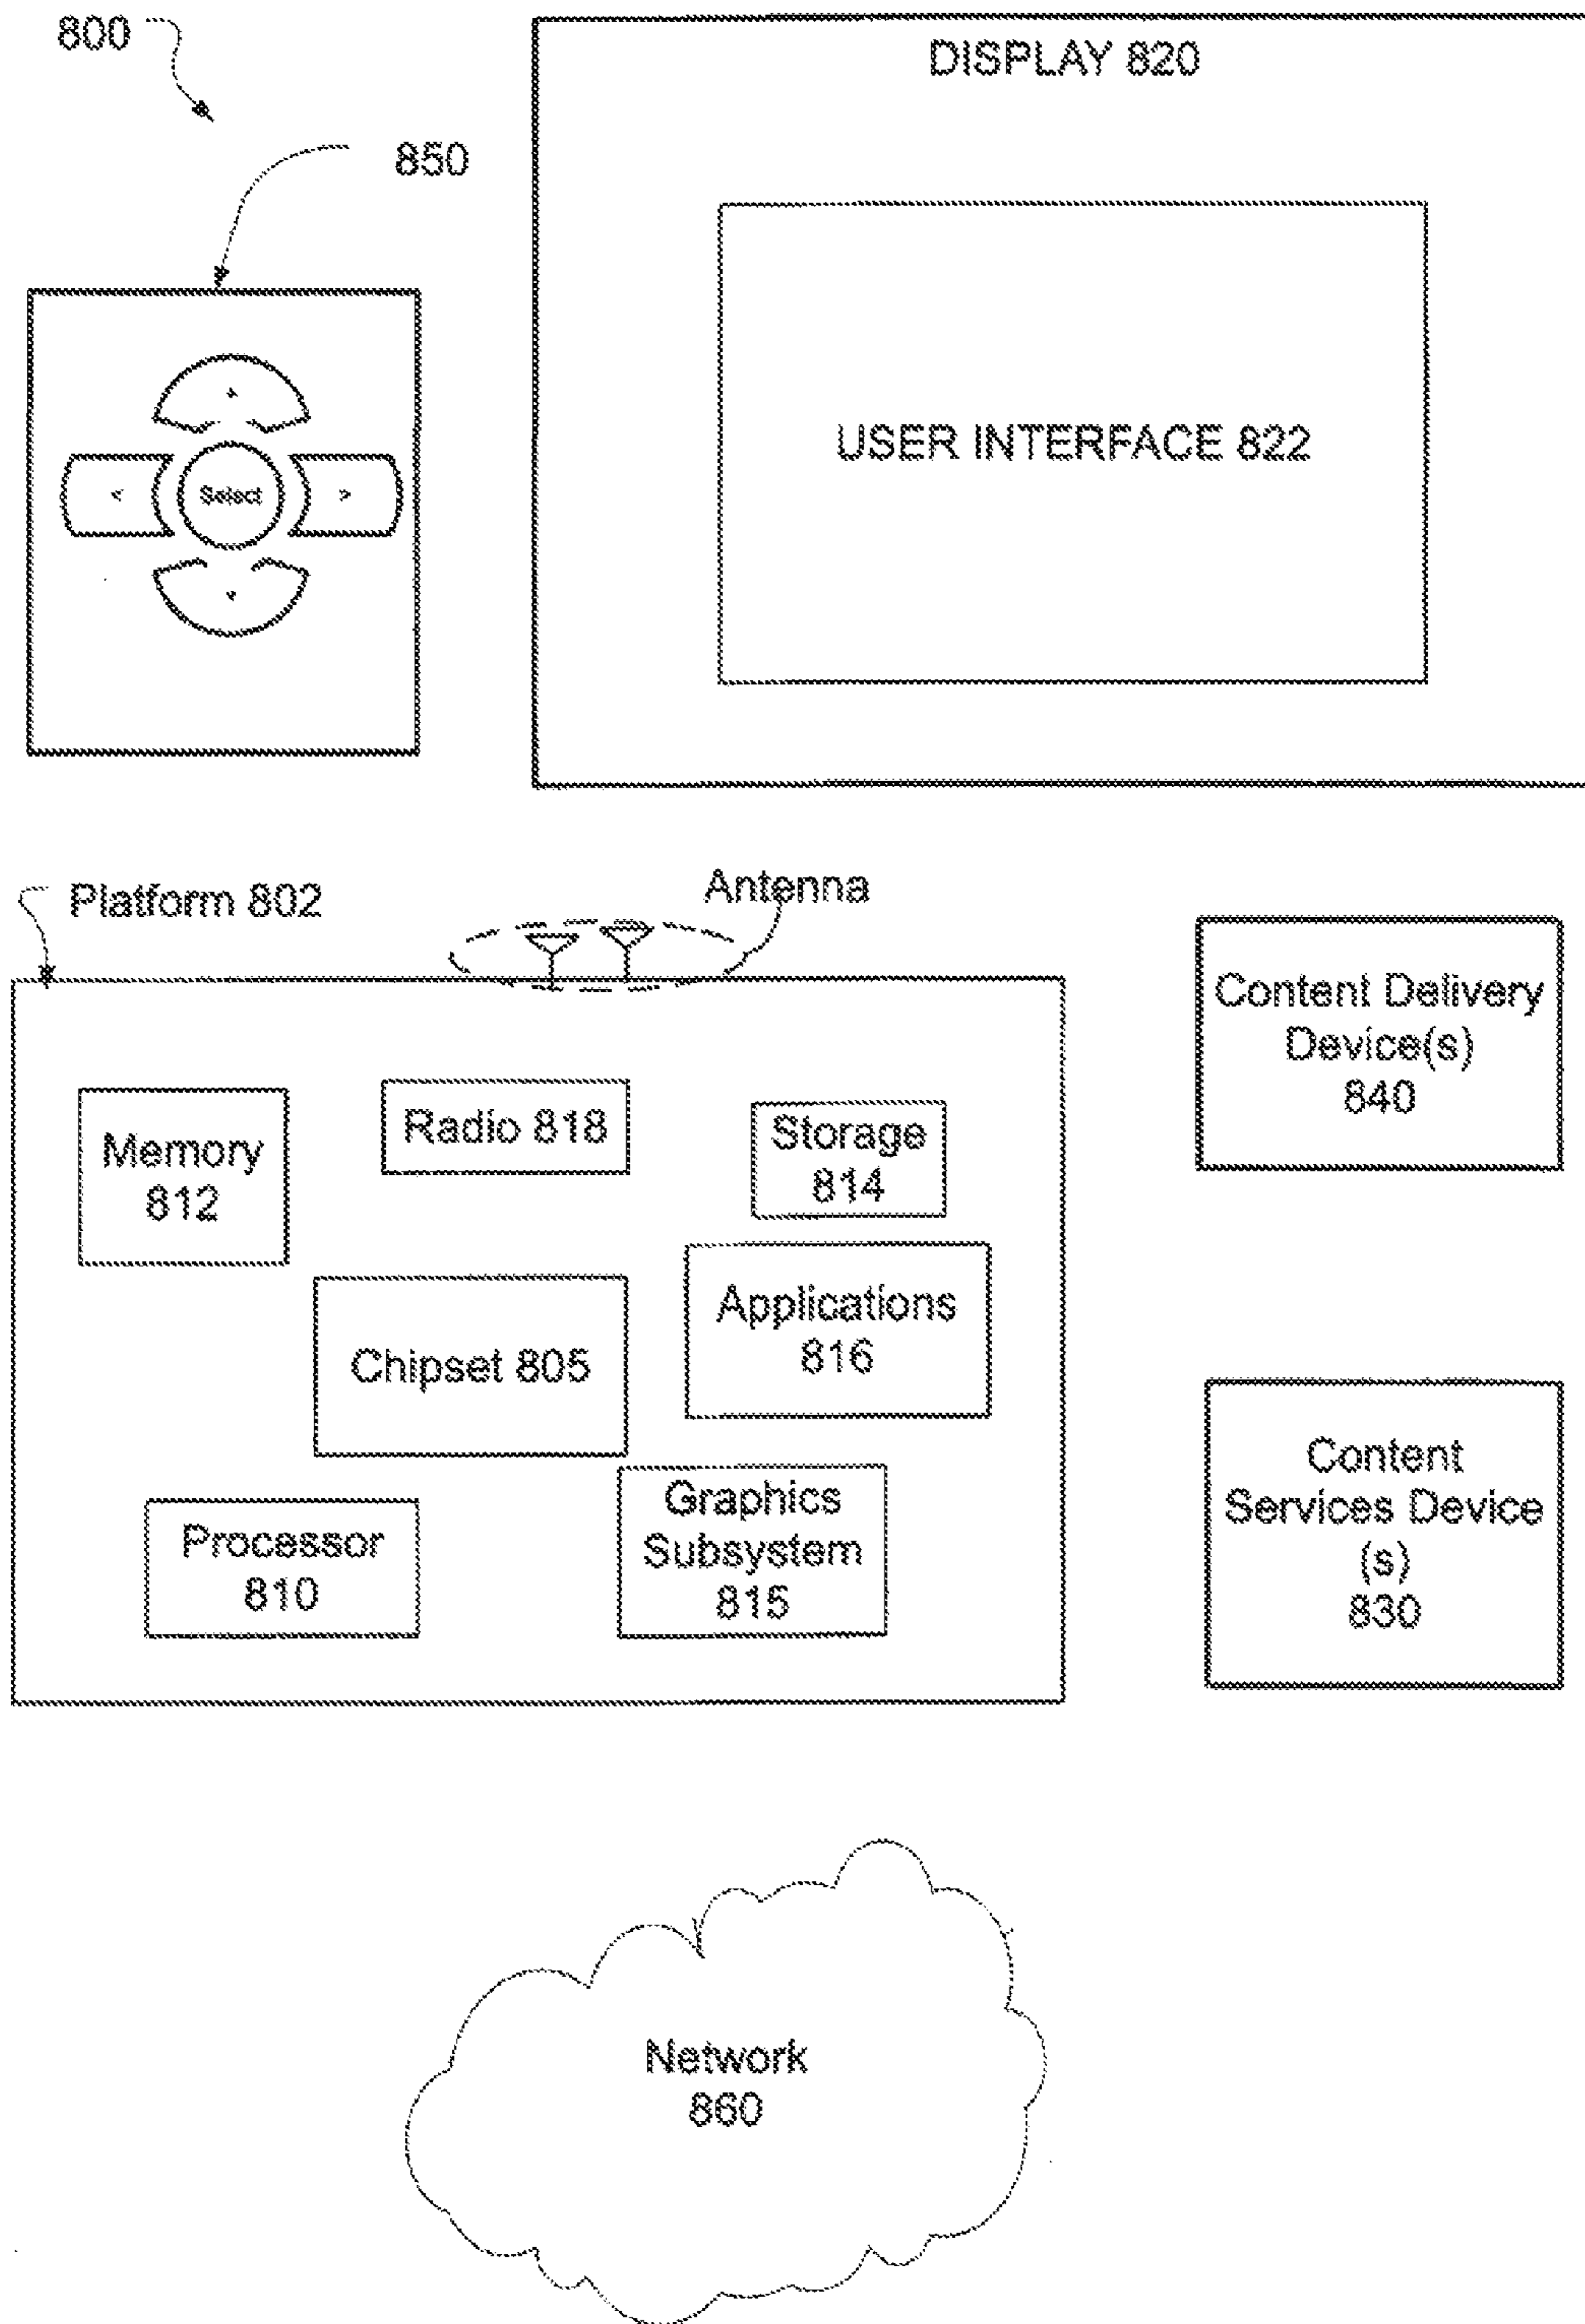 800
DISPLAY 820
850
USER INTERFACE 822
<
Select
>
Platform 802
Antenna
Content Delivery
Device(s)
840
Memory
812
Radio 818
Storage
814
Chipset 805
Applications
816
Processor
810
Graphics
Subsystem
815
Content
Services Device
(s)
830
Network
860